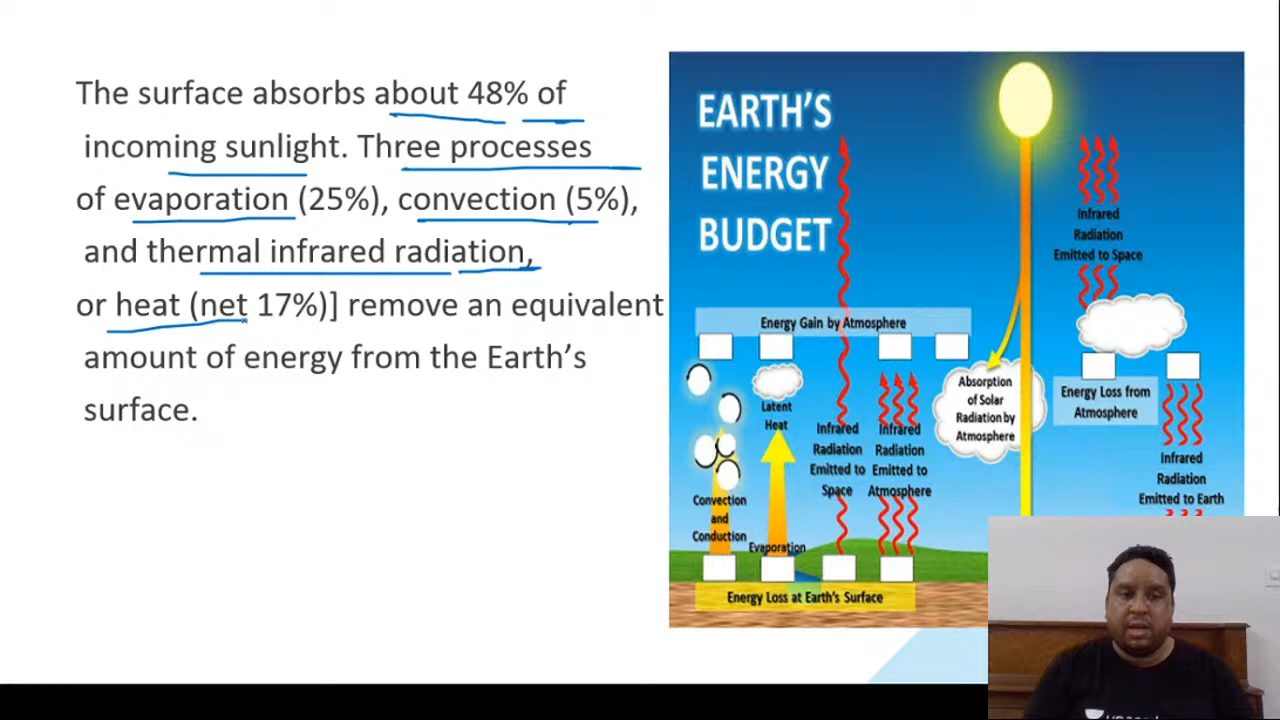 The surface absorbs about 48% of
incoming sunlight. Three processes
of evaporation (25%), convection (5%),
and thermal infrared radiation,
or heat (net 17%)] remove an equivalent
amount of energy from the Earth's
surface.
EARTH'S
ENERGY
BUDGET
Infrared
Radiation
Emitted to Space
Energy Gain by Atmosphere
Latent
Heat
Absorption
of Solar
Radiation by
Atmosphere
Energy Loss from
Atmosphere
Infrared
Radiation
Emitted to
Space
Infrared
Radiation
Emitted to
Atmosphere
Infrared
Radiation
Emitted to Earth
Convection
and
Conduction
Evaporation
Energy Loss at Earth's Surface